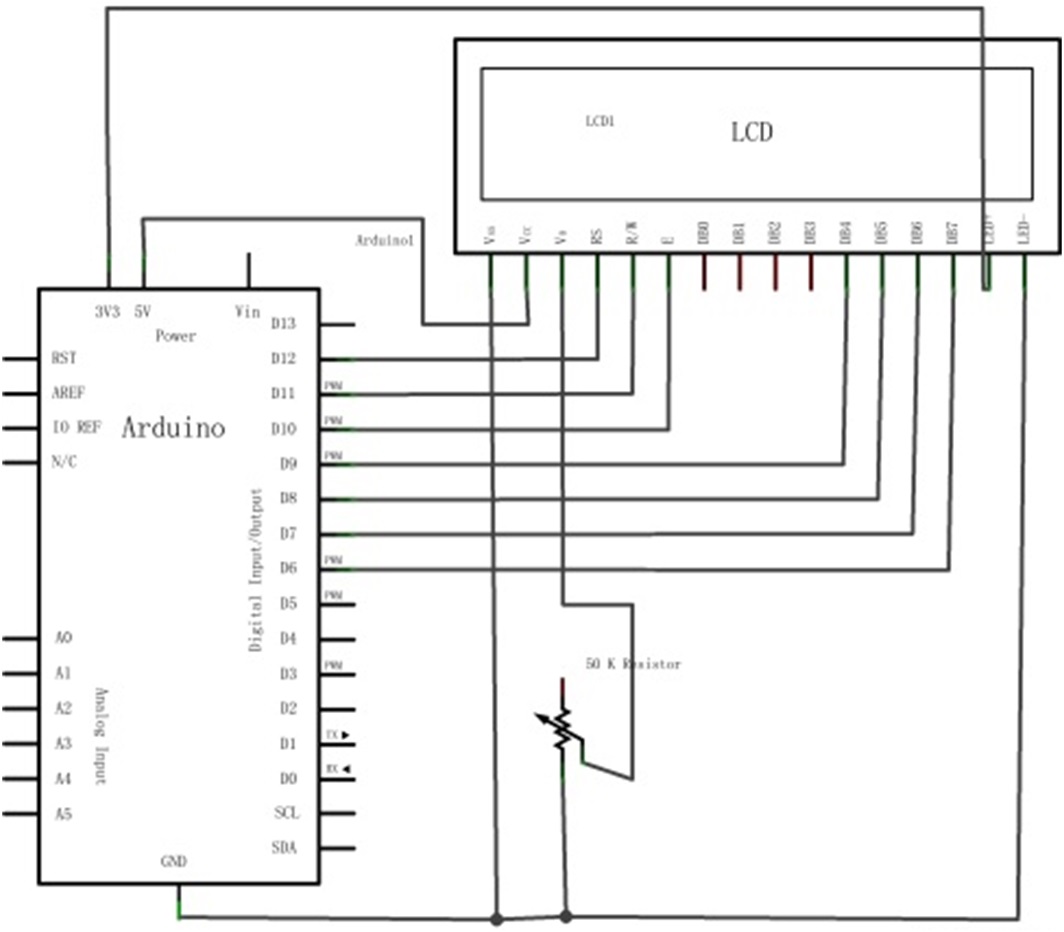 LCD1
LCD
Vss
Vcc
V0
RS
R/W
E
DB0
DB1
DB2
DB3
DB4
DB5
DB6
DB7
LED+
LED-
Arduino1
3V3
5V
Vin
Power
Arduino
RST
AREF
IO REF
N/C
A0
A1
A2
A3
A4
A5
Analog Input
Digital Input/Output
D13
D12
D11
PWM
D10
PWM
D9
PWM
D8
D7
D6
PWM
D5
PWM
D4
D3
PWM
D2
D1
TX
D0
RX
SCL
SDA
GND
50 K Resistor